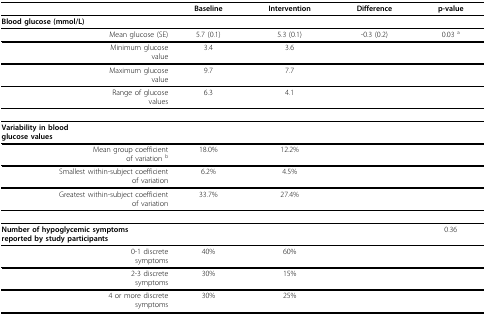 Baseline Intervention Difference p-value
Blood glucose (mmol/L)
Mean glucose (SE) 5.7 (0.1) 5.3 (0.1) -0.3 (0.2) 0.03 a
Minimum glucose 3.4 3.6
value
Maximum glucose 9.7 7.7
value
Range of glucose 6.3 4.1
values
Variability in blood
glucose values
Mean group coefficient 18.0% 12.2%
of variation b
Smallest within-subject coefficient 6.2% 4.5%
of variation
Greatest within-subject coefficient 33.7% 27.4%
of variation
Number of hypoglycemic symptoms 0.36
reported by study participants
0-1 discrete 40% 60%
symptoms
2-3 discrete 30% 15%
symptoms
4 or more discrete 30% 25%
symptoms